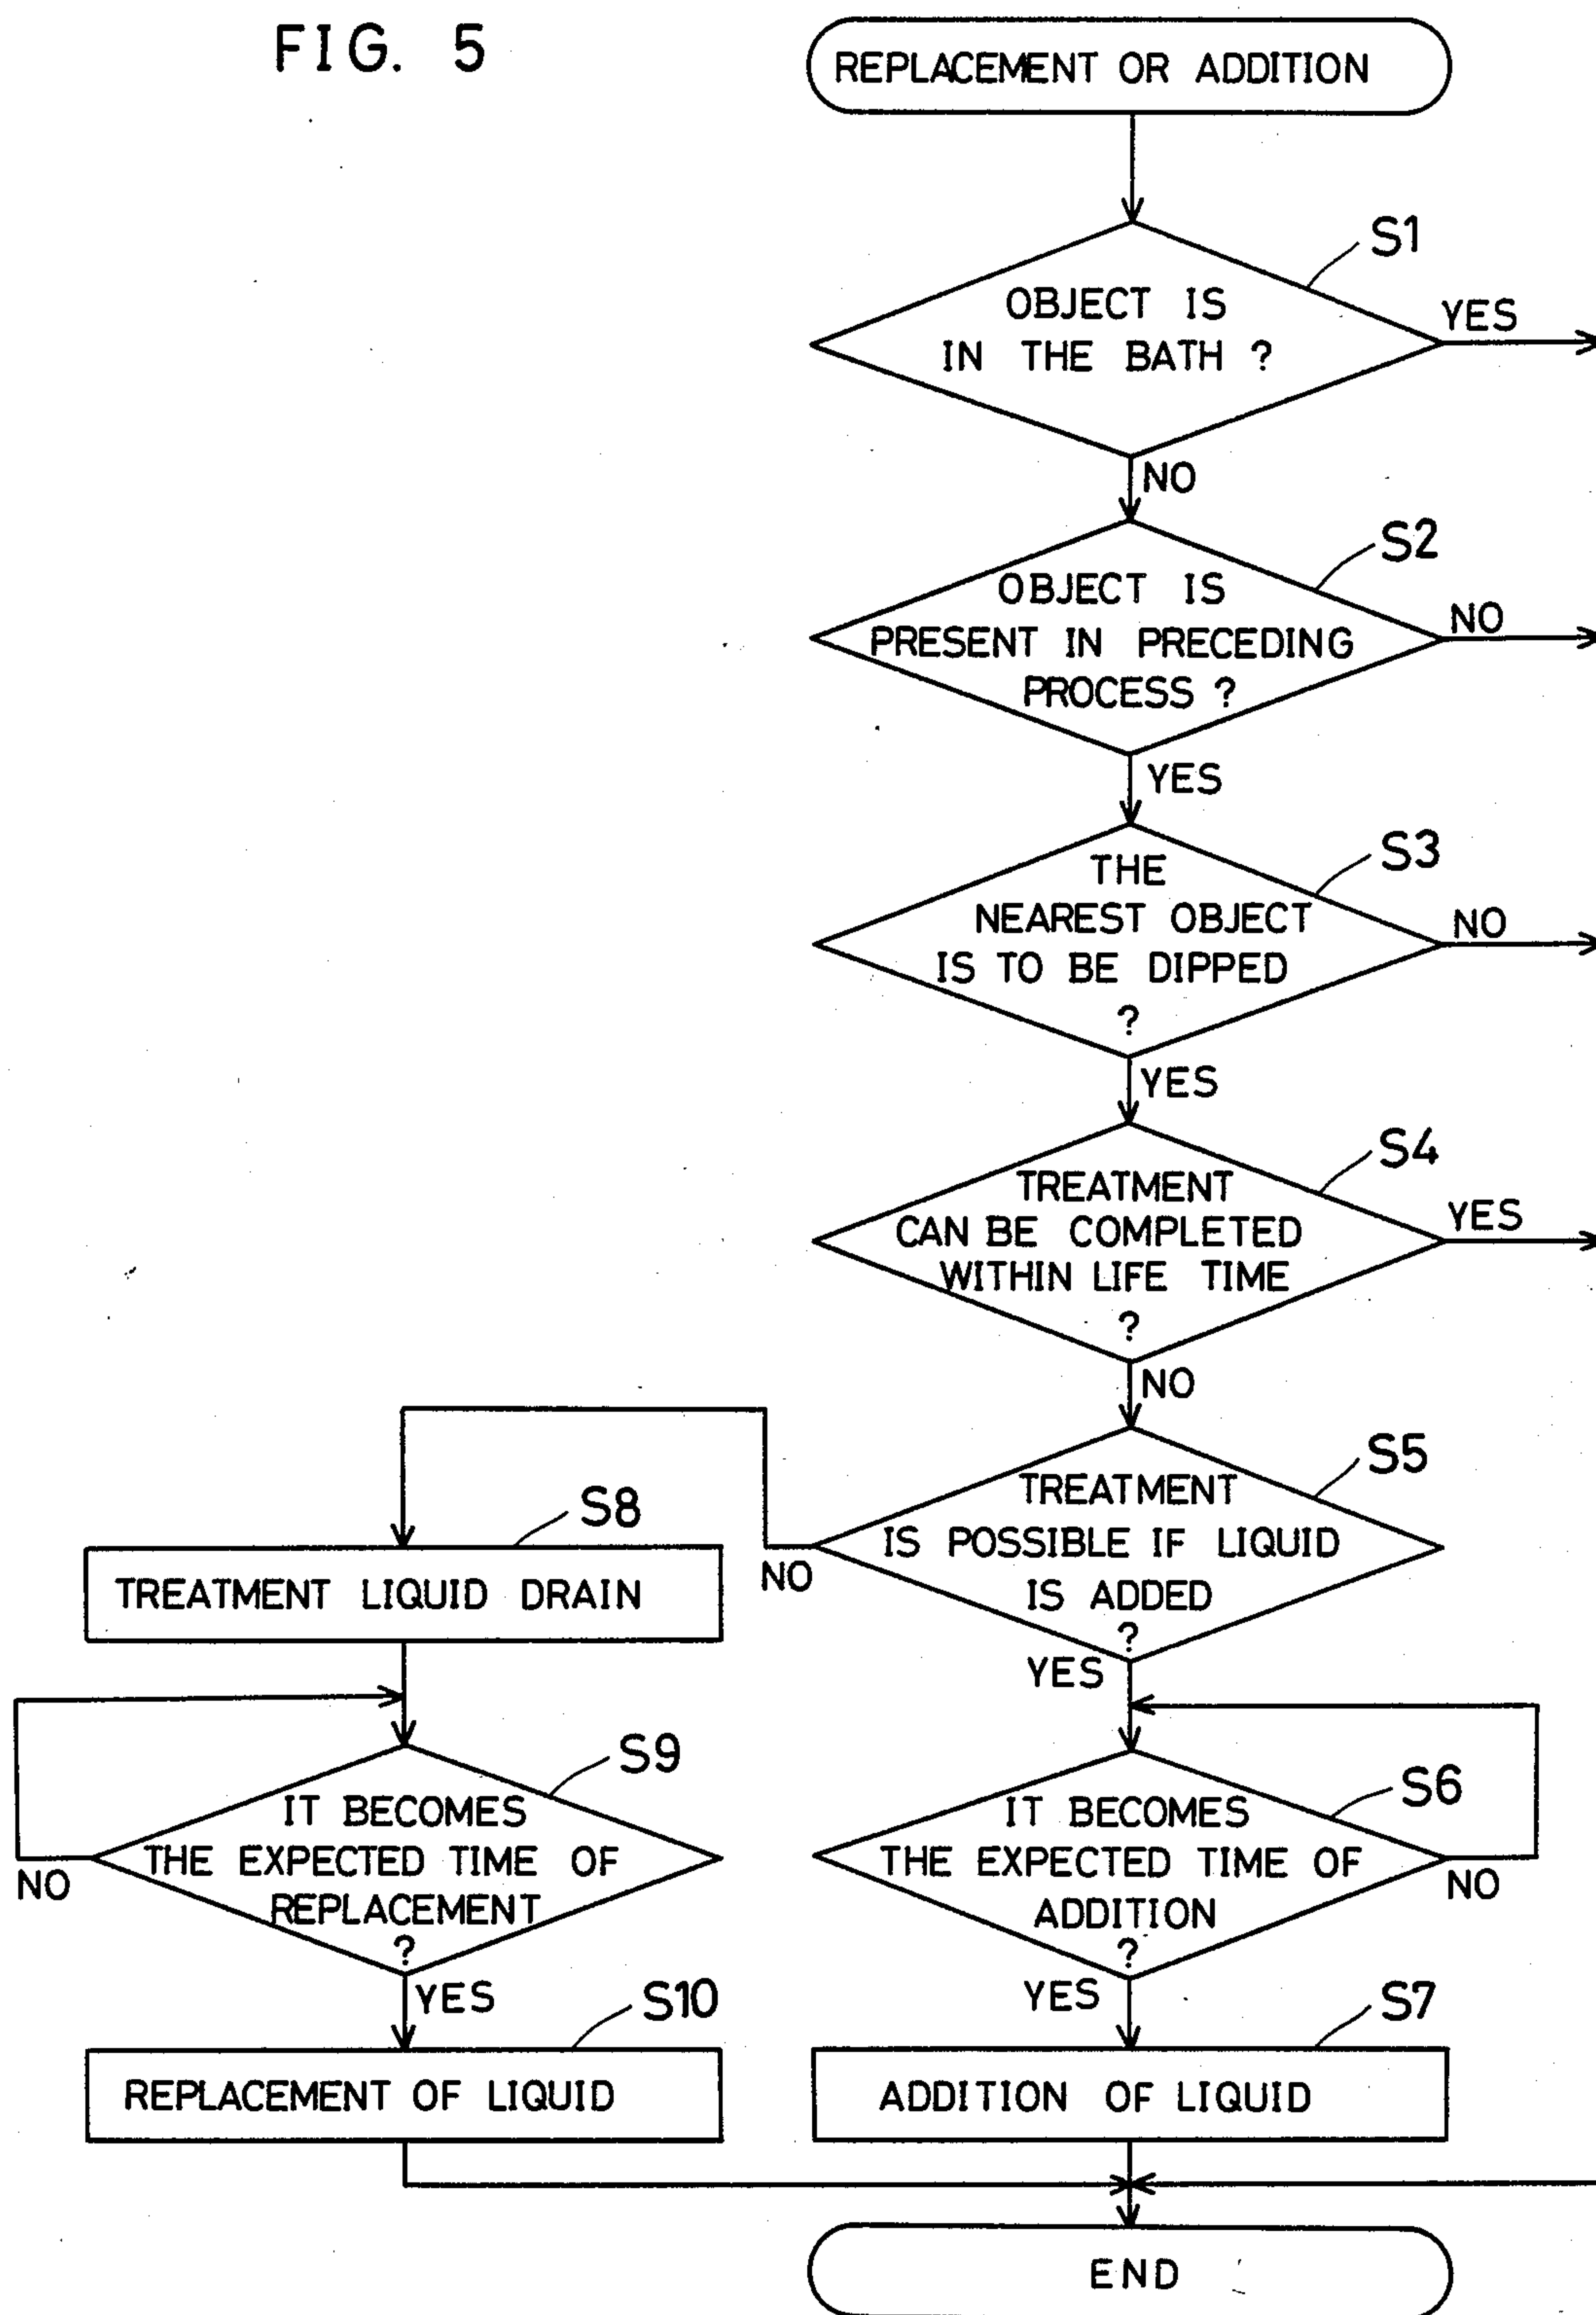 FIG. 5
REPLACEMENT OR ADDITION
S1
OBJECT IS
IN THE BATH ?
YES
NO
S2
OBJECT IS
PRESENT IN PRECEDING
PROCESS ?
NO
YES
S3
THE
NEAREST OBJECT
IS TO BE DIPPED
?
NO
YES
S4
TREATMENT
CAN BE COMPLETED
WITHIN LIFE TIME
?
YES
NO
S5
TREATMENT
IS POSSIBLE IF LIQUID
IS ADDED
?
NO
YES
S8
TREATMENT LIQUID DRAIN
S9
IT BECOMES
THE EXPECTED TIME OF
REPLACEMENT
?
NO
YES
S10
REPLACEMENT OF LIQUID
S6
IT BECOMES
THE EXPECTED TIME OF
ADDITION
?
NO
YES
S7
ADDITION OF LIQUID
END